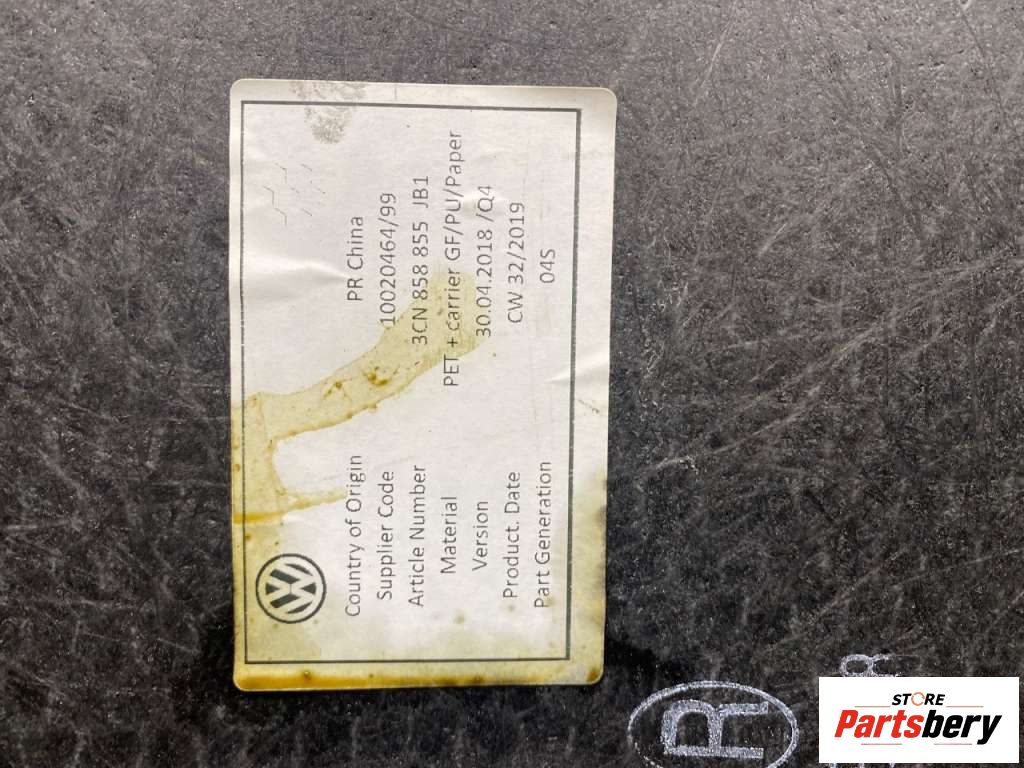 Country of Origin PR China
Supplier Code 10020464/99
Article Number 3CN 858 855 JB1
Material PET + carrier GF/PU/Paper
Version 30.04.2018 /Q4
Product. Date CW 32/2019
Part Generation 04S
R
STORE
Partsbery